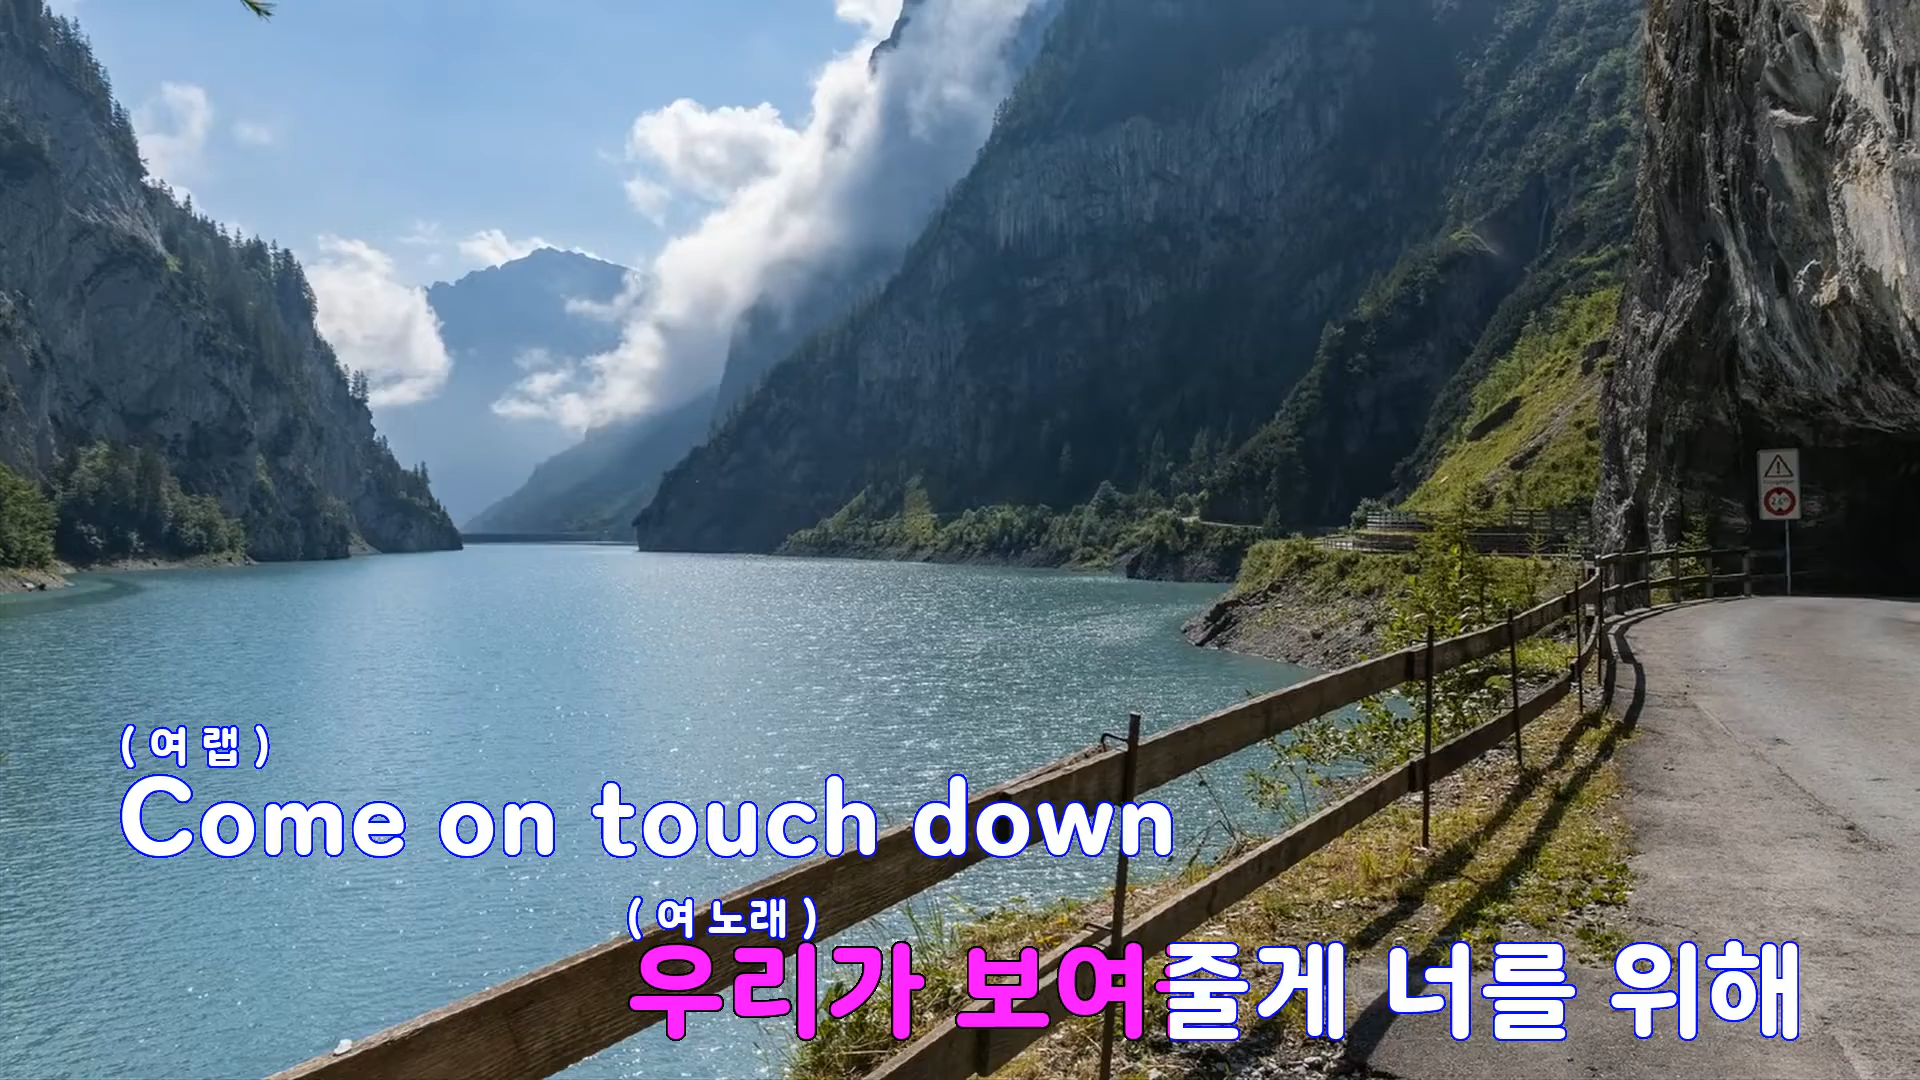 ( 여 랩 )
Come on touch down
( 여 노래 )
우리가 보여줄게 너를 위해